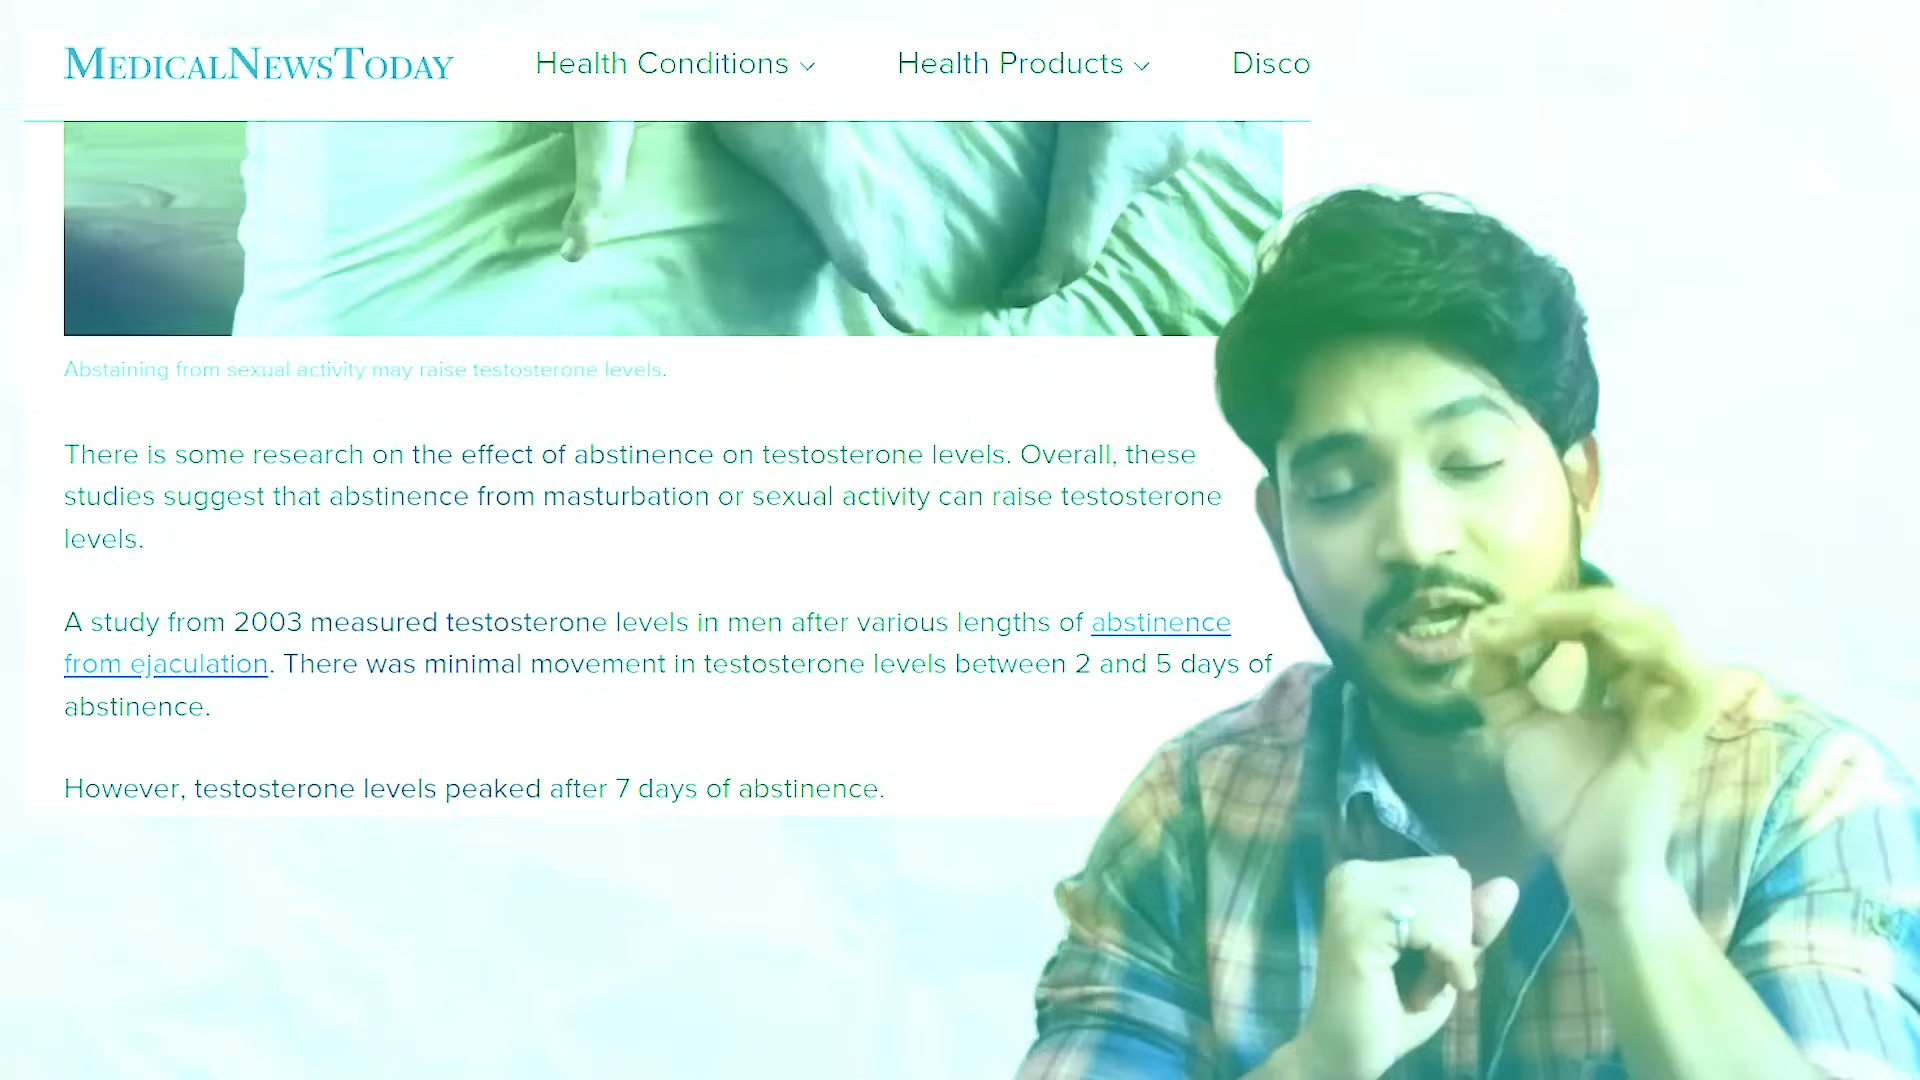 MEDICALNEWSTODAY Health Conditions Health Products Disco
Abstaining from sexual activity may raise testosterone levels.
There is some research on the effect of abstinence on testosterone levels. Overall, these
studies suggest that abstinence from masturbation or sexual activity can raise testosterone
levels.
A study from 2003 measured testosterone levels in men after various lengths of abstinence
from ejaculation. There was minimal movement in testosterone levels between 2 and 5 days of
abstinence.
However, testosterone levels peaked after 7 days of abstinence.